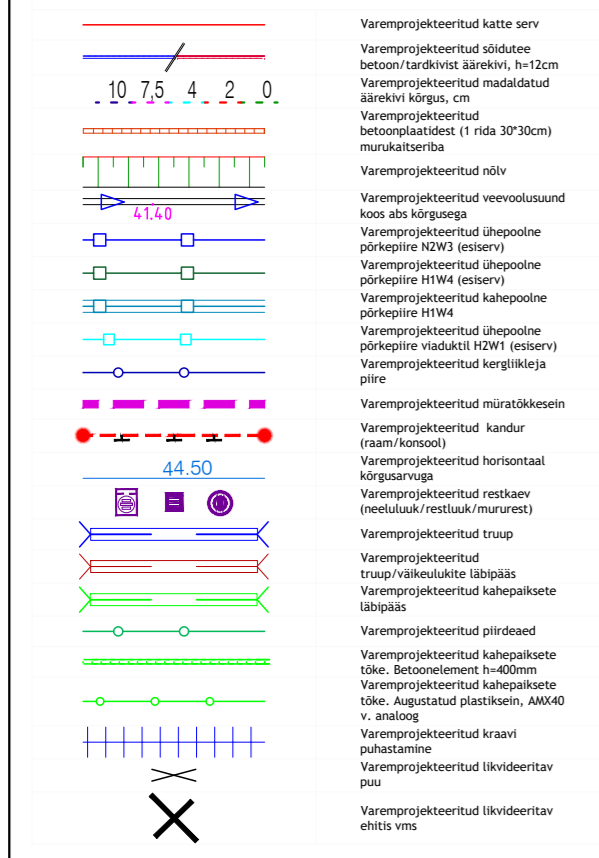 Varemprojekteeritud katte serv
Varemprojekteeritud sõidutee
betoon/tardkivist äärekivi, h=12cm
10 7,5 4 2 0
Varemprojekteeritud madaldatud
äärekivi kõrgus, cm
Varemprojekteeritud
betoonplaatidest (1 rida 30*30cm)
murukaitseriba
Varemprojekteeritud nõlv
41.40
Varemprojekteeritud veevoolusuund
koos abs kõrgusega
Varemprojekteeritud ühepoolne
põrkepiire N2W3 (esiserv)
Varemprojekteeritud ühepoolne
põrkepiire H1W4 (esiserv)
Varemprojekteeritud kahepoolne
põrkepiire H1W4
Varemprojekteeritud ühepoolne
põrkepiire viaduktil H2W1 (esiserv)
Varemprojekteeritud kergliikleja
piire
Varemprojekteeritud müratõkkesein
Varemprojekteeritud kandur
(raam/konsool)
44.50
Varemprojekteeritud horisontaal
kõrgusarvuga
Varemprojekteeritud restkaev
(neeluluuk/restluuk/mururest)
Varemprojekteeritud truup
Varemprojekteeritud
truup/väikeulukite läbipääs
Varemprojekteeritud kahepaiksete
läbipääs
Varemprojekteeritud piirdeaed
Varemprojekteeritud kahepaiksete
tõke. Betoonelement h=400mm
Varemprojekteeritud kahepaiksete
tõke. Augustatud plastiksein, AMX40
v. analoog
Varemprojekteeritud kraavi
puhastamine
Varemprojekteeritud likvideeritav
puu
Varemprojekteeritud likvideeritav
ehitis vms